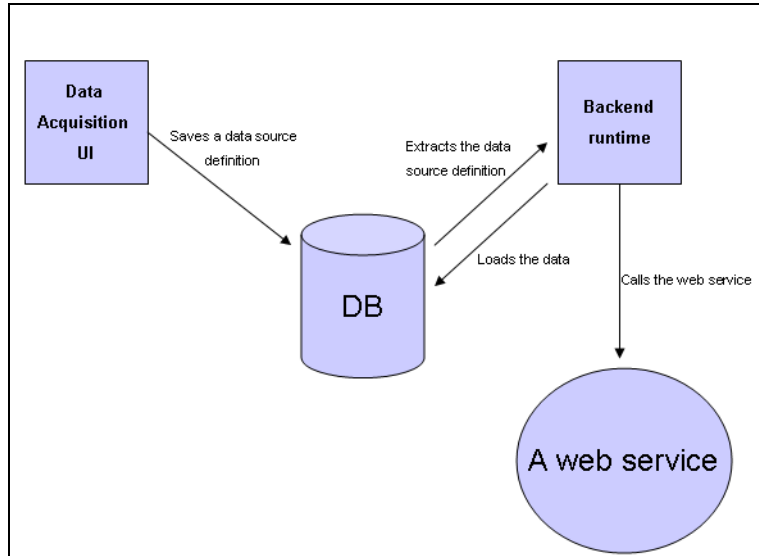 Data
Acquisition
UI
Saves a data source
definition
Extracts the data
source definition
Backend
runtime
Loads the data
DB
Calls the web service
A web service